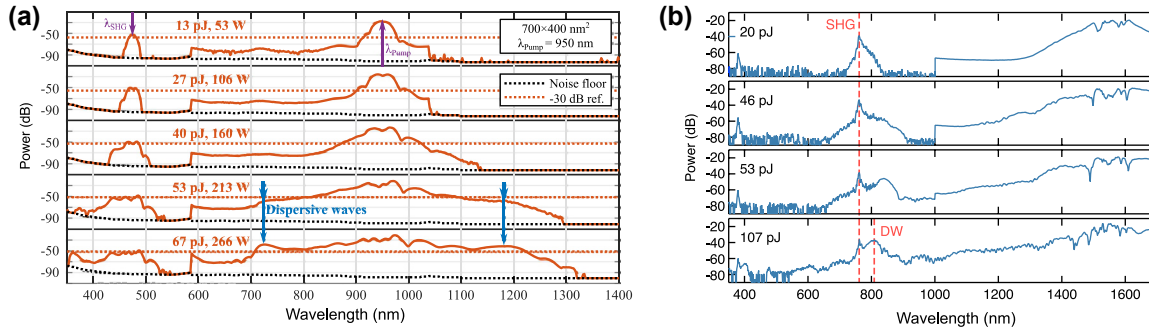 (a)
λSHG
13 pJ, 53 W
700×400 nm²
λPump = 950 nm
λPump
-50
-90
27 pJ, 106 W
Noise floor
-30 dB ref.
-50
-90
40 pJ, 160 W
-50
-90
53 pJ, 213 W
Dispersive waves
-50
-90
67 pJ, 266 W
-50
-90
Power (dB)
400 500 600 700 800 900 1000 1100 1200 1300 1400
Wavelength (nm)
(b)
SHG
20 pJ
-20
-40
-60
-80
46 pJ
-20
-40
-60
-80
53 pJ
-20
-40
-60
-80
DW
107 pJ
-20
-40
-60
-80
Power (dB)
400 600 800 1000 1200 1400 1600
Wavelength (nm)